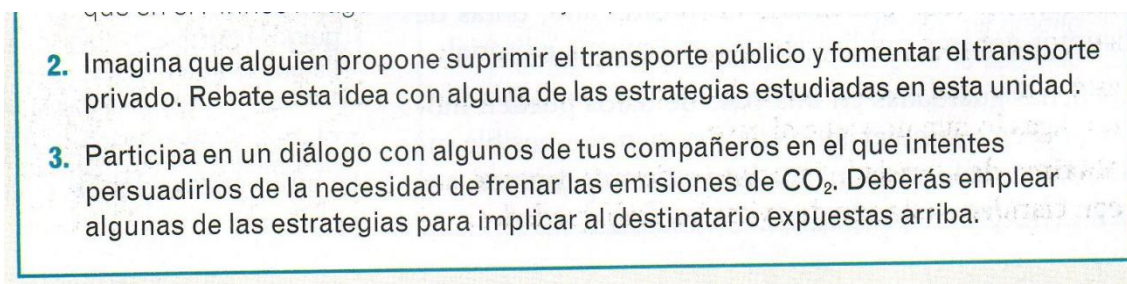 2. Imagina que alguien propone suprimir el transporte público y fomentar el transporte
privado. Rebate esta idea con alguna de las estrategias estudiadas en esta unidad.
3. Participa en un diálogo con algunos de tus compañeros en el que intentes
persuadirlos de la necesidad de frenar las emisiones de CO₂. Deberás emplear
algunas de las estrategias para implicar al destinatario expuestas arriba.